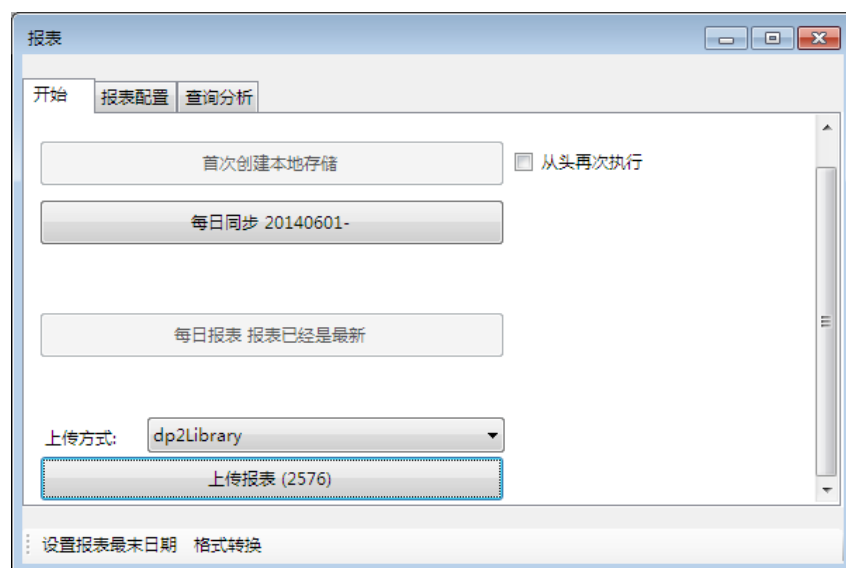 报表
开始 报表配置 查询分析
首次创建本地存储 从头再次执行
每日同步 20140601-
每日报表 报表已经是最新
上传方式: dp2Library
上传报表 (2576)
设置报表最末日期 格式转换